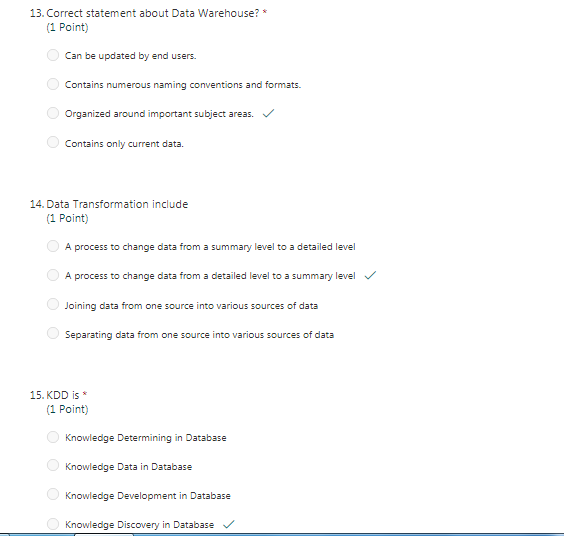 13. Correct statement about Data Warehouse? *
(1 Point)
Can be updated by end users.
Contains numerous naming conventions and formats.
Organized around important subject areas.
Contains only current data.
14. Data Transformation include
(1 Point)
A process to change data from a summary level to a detailed level
A process to change data from a detailed level to a summary level
Joining data from one source into various sources of data
Separating data from one source into various sources of data
15. KDD is *
(1 Point)
Knowledge Determining in Database
Knowledge Data in Database
Knowledge Development in Database
Knowledge Discovery in Database